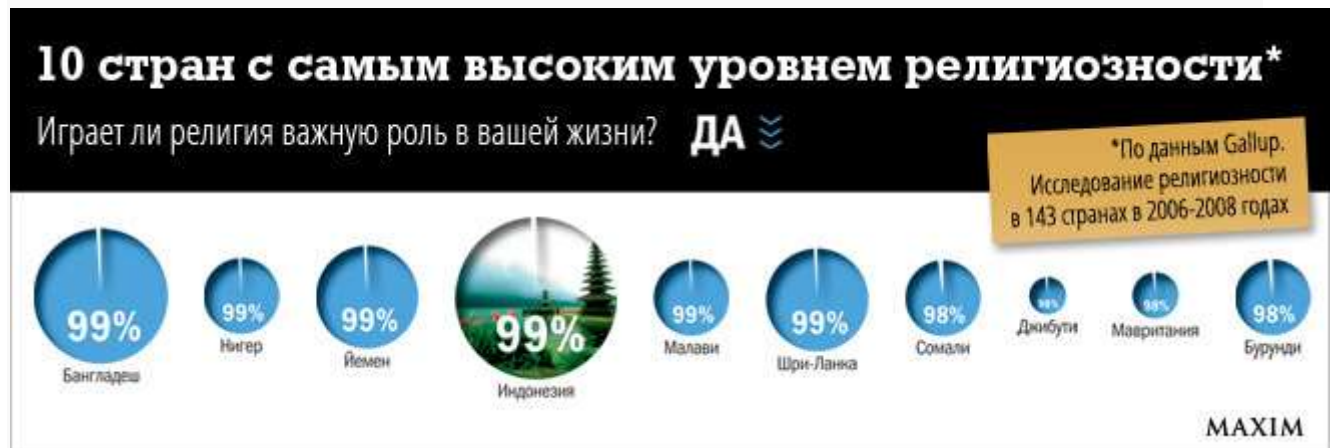 10 стран с самым высоким уровнем религиозности*
Играет ли религия важную роль в вашей жизни? ДА
*По данным Gallup.
Исследование религиозности
в 143 странах в 2006-2008 годах
99%
Бангладеш
99%
Нигер
99%
Йемен
99%
Индонезия
99%
Малави
99%
Шри-Ланка
98%
Сомали
98%
Джибути
98%
Мавритания
98%
Бурунди
MAXIM